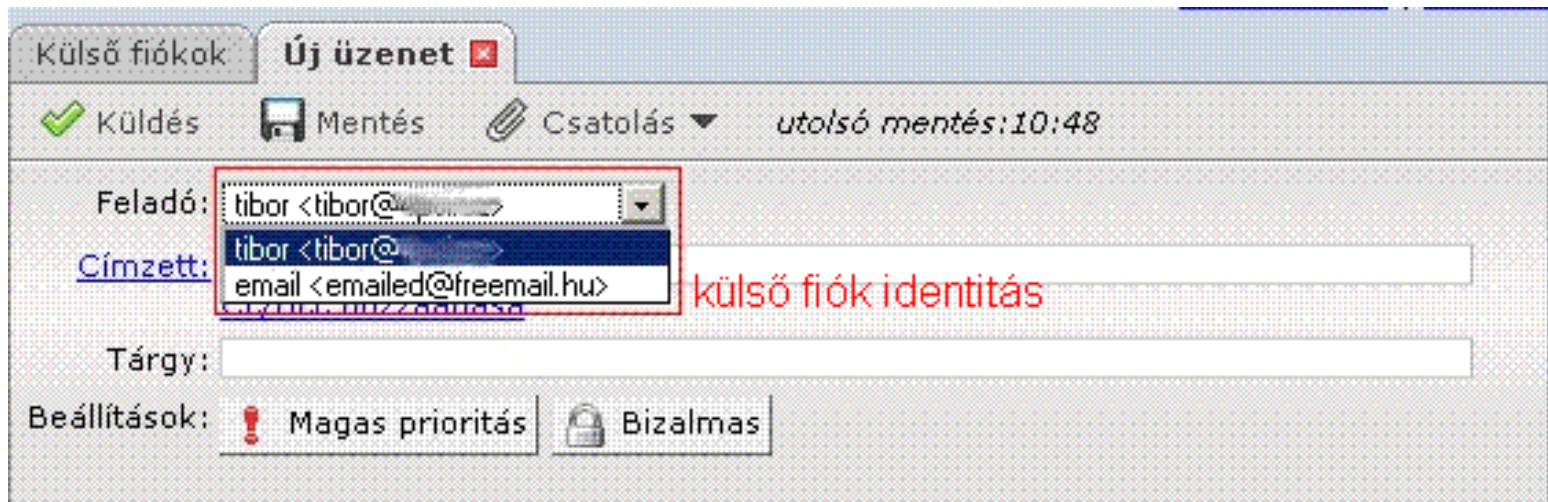 Külső fiókok Új üzenet
Küldés Mentés Csatolás utolsó mentés:10:48
Feladó: tibor <tibor@
tibor <tibor@
Címzett:
email <emailed@freemail.hu>
külső fiók identitás
Tárgy:
Beállítások: Magas prioritás Bizalmas